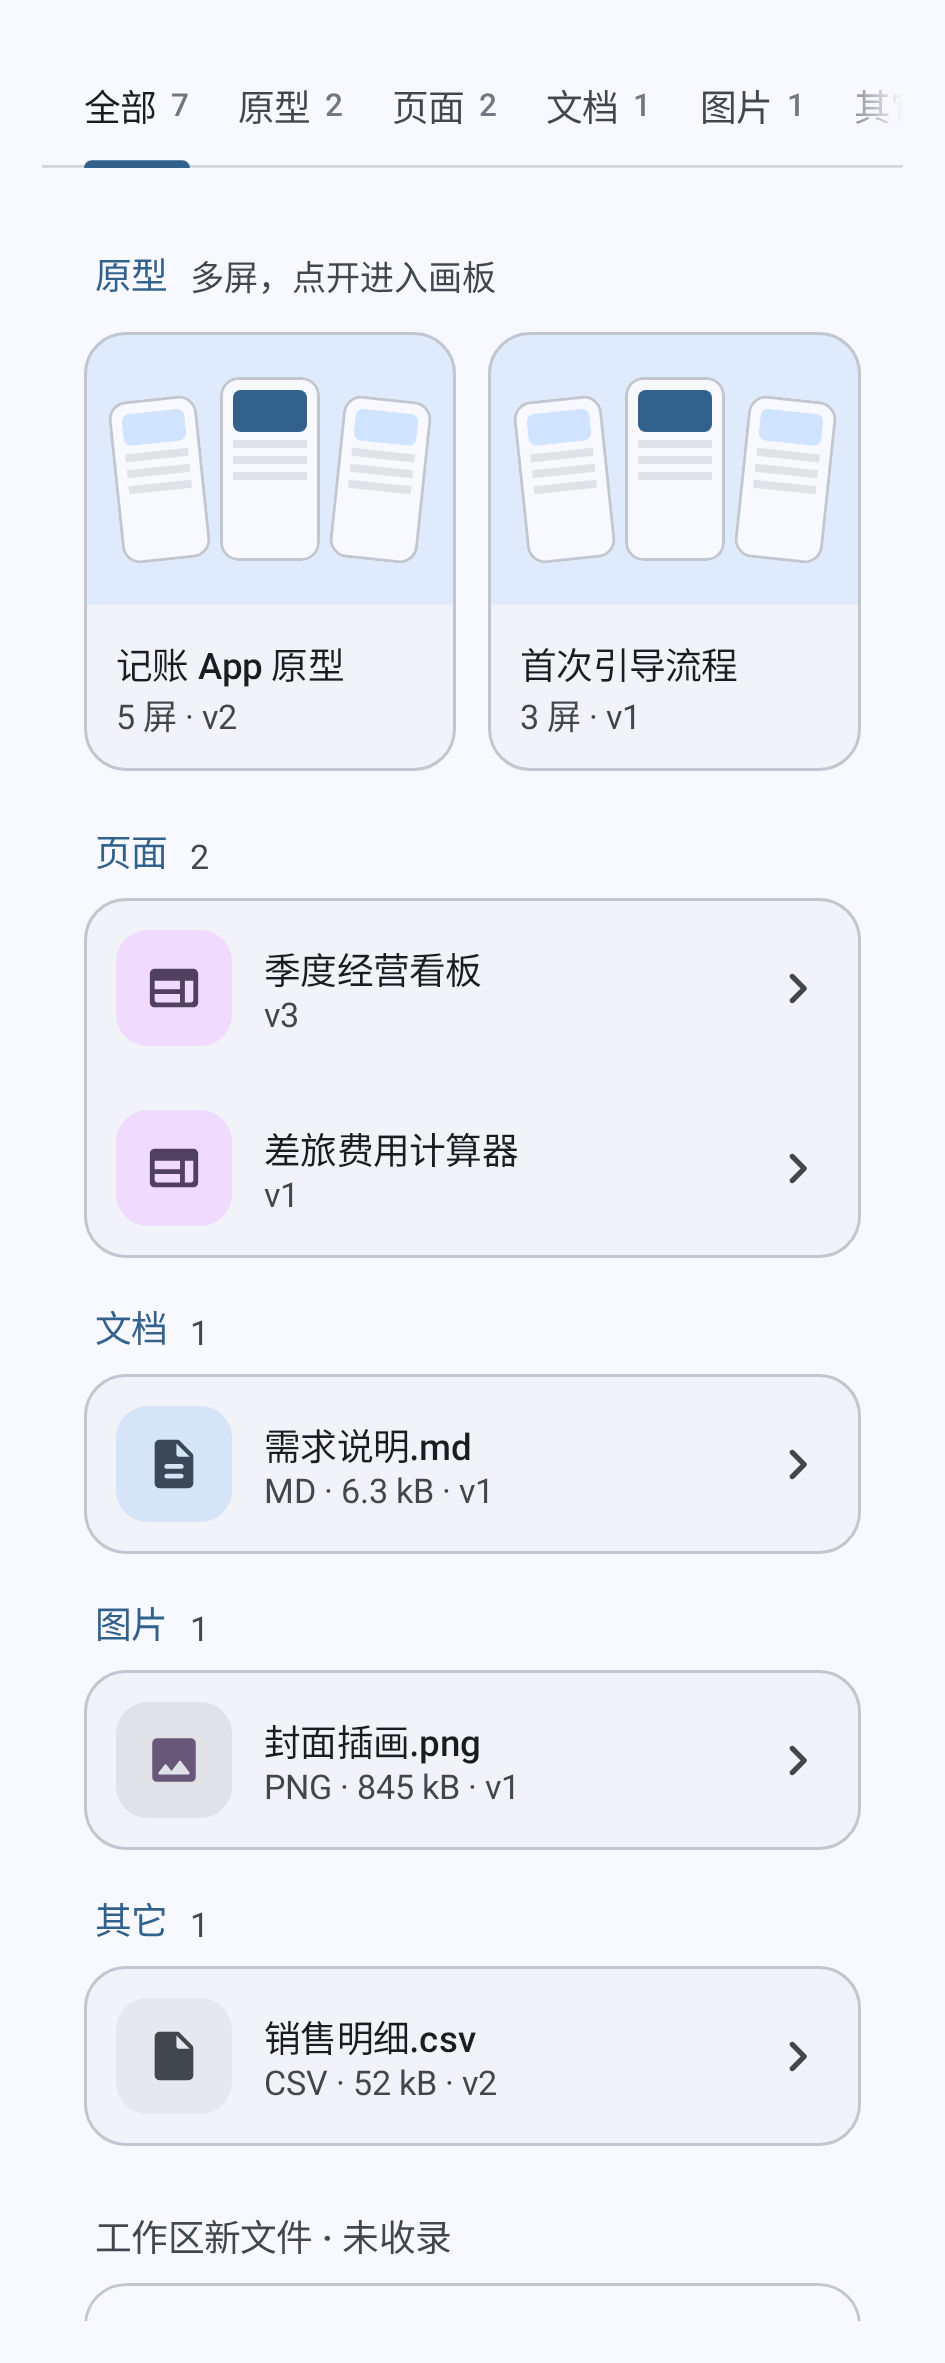 全部 7 原型 2 页面 2 文档 1 图片 1 其
原型 多屏，点开进入画板
记账 App 原型
5 屏 · v2
首次引导流程
3 屏 · v1
页面 2
季度经营看板
v3
差旅费用计算器
v1
文档 1
需求说明.md
MD · 6.3 kB · v1
图片 1
封面插画.png
PNG · 845 kB · v1
其它 1
销售明细.csv
CSV · 52 kB · v2
工作区新文件 · 未收录